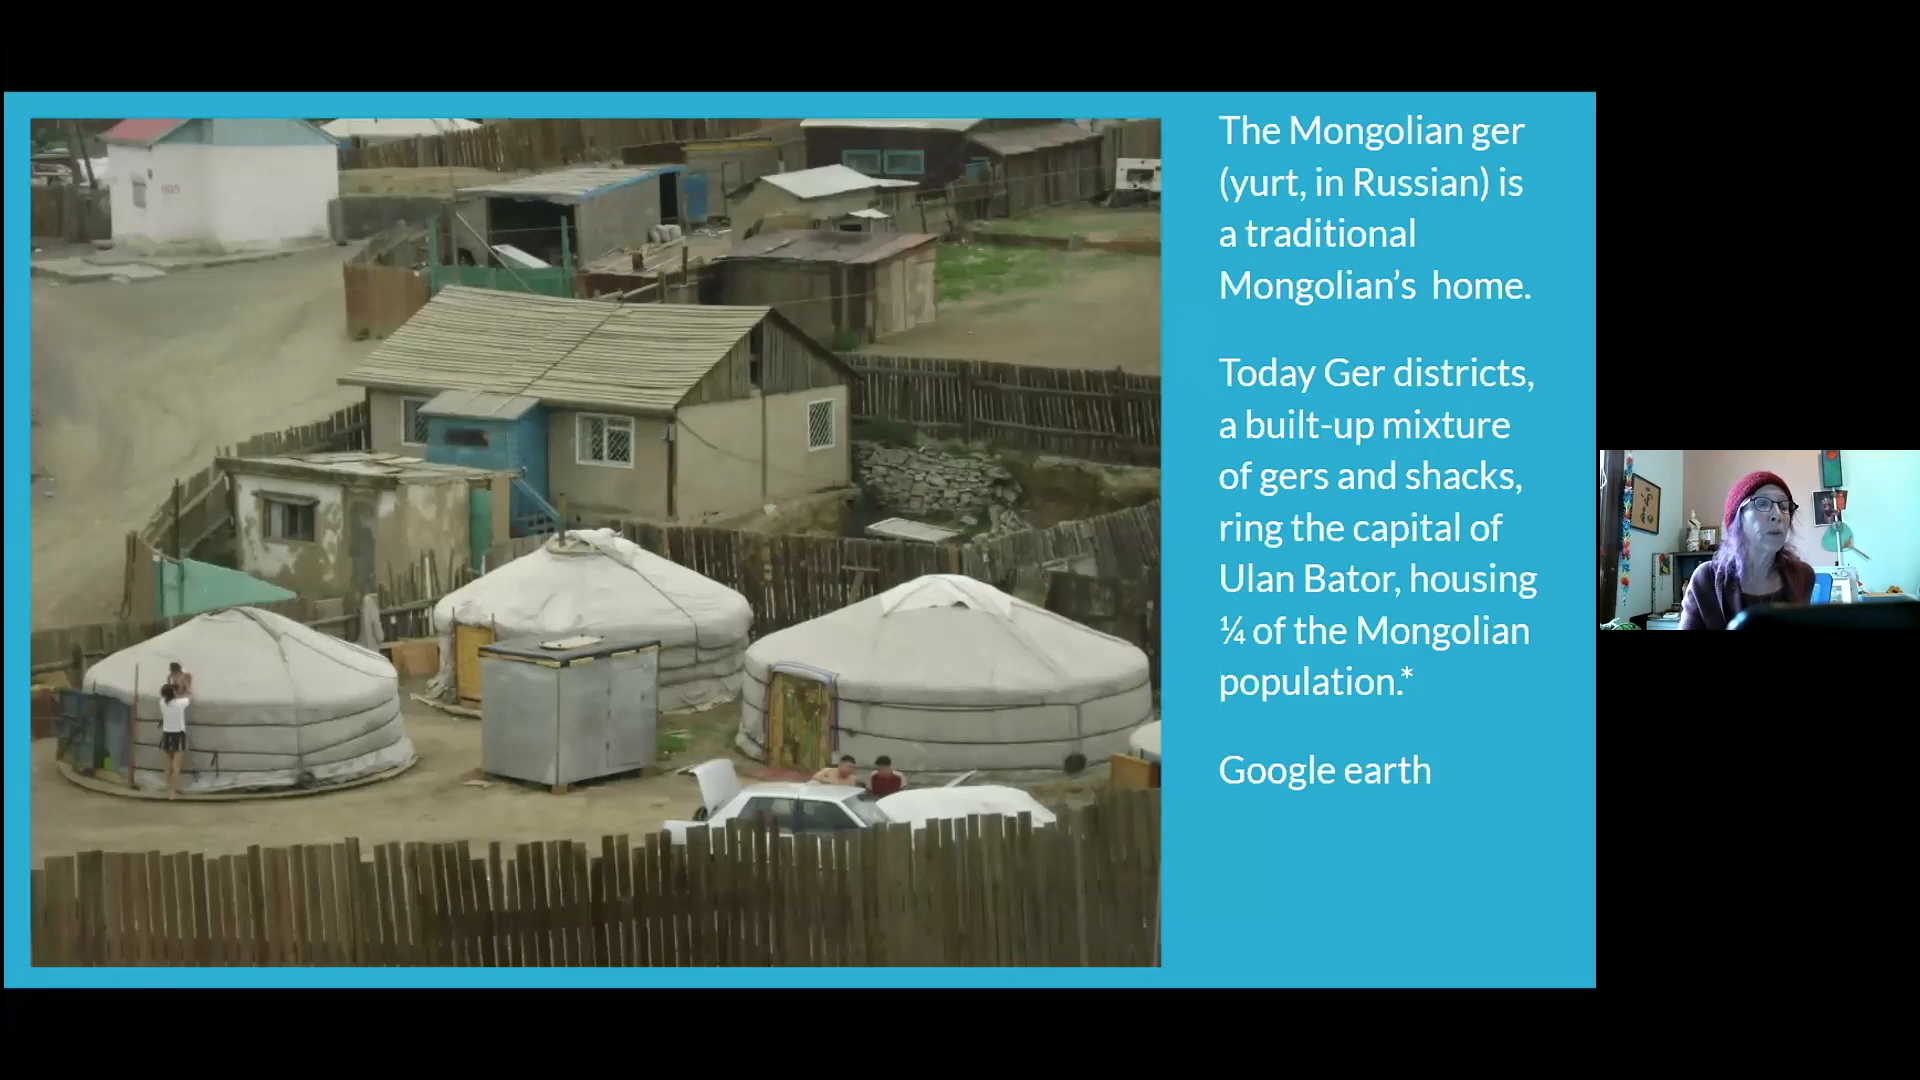 The Mongolian ger
(yurt, in Russian) is
a traditional
Mongolian’s  home.
Today Ger districts,
a built-up mixture
of gers and shacks,
ring the capital of
Ulan Bator, housing
¼ of the Mongolian
population.*
Google earth